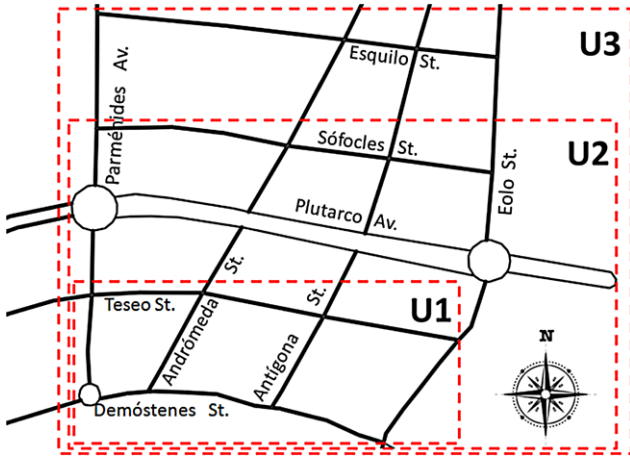 U3
Esquilo St.
Parménides Av.
Sófocles St.
U2
Eolo St.
Plutarco Av.
St.
St.
Teseo St.
Andrómeda
Antígona
U1
N
Demóstenes St.